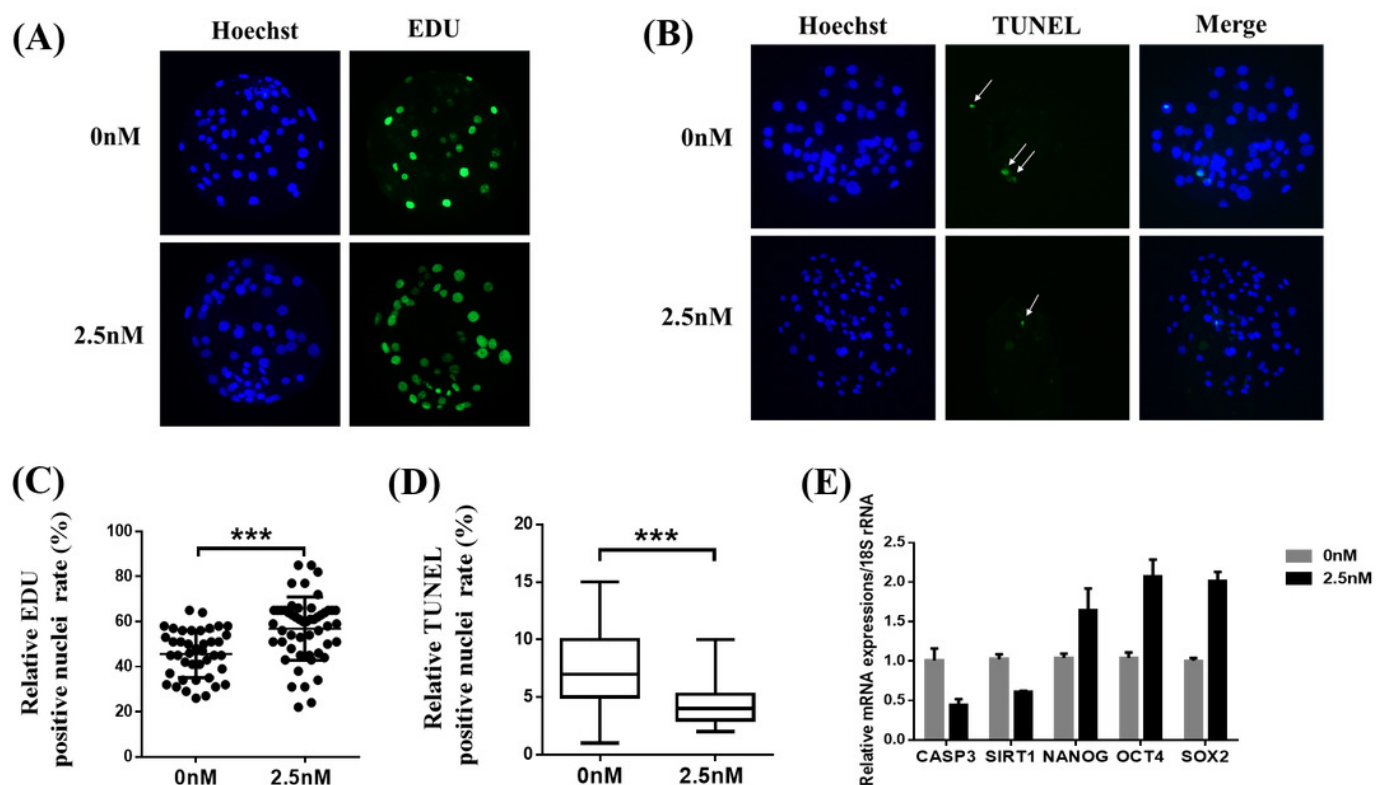 (A)
Hoechst EDU
0nM
2.5nM
(B)
Hoechst TUNEL Merge
0nM
2.5nM
(C)
Relative EDU
positive nuclei rate (%)
100
80
60
40
20
0
***
0nM 2.5nM
(D)
Relative TUNEL
positive nuclei rate (%)
20
15
10
5
0
***
0nM 2.5nM
(E)
Relative mRNA expressions/18S rRNA
2.5
2.0
1.5
1.0
0.5
0.0
CASP3 SIRT1 NANOG OCT4 SOX2
0nM
2.5nM